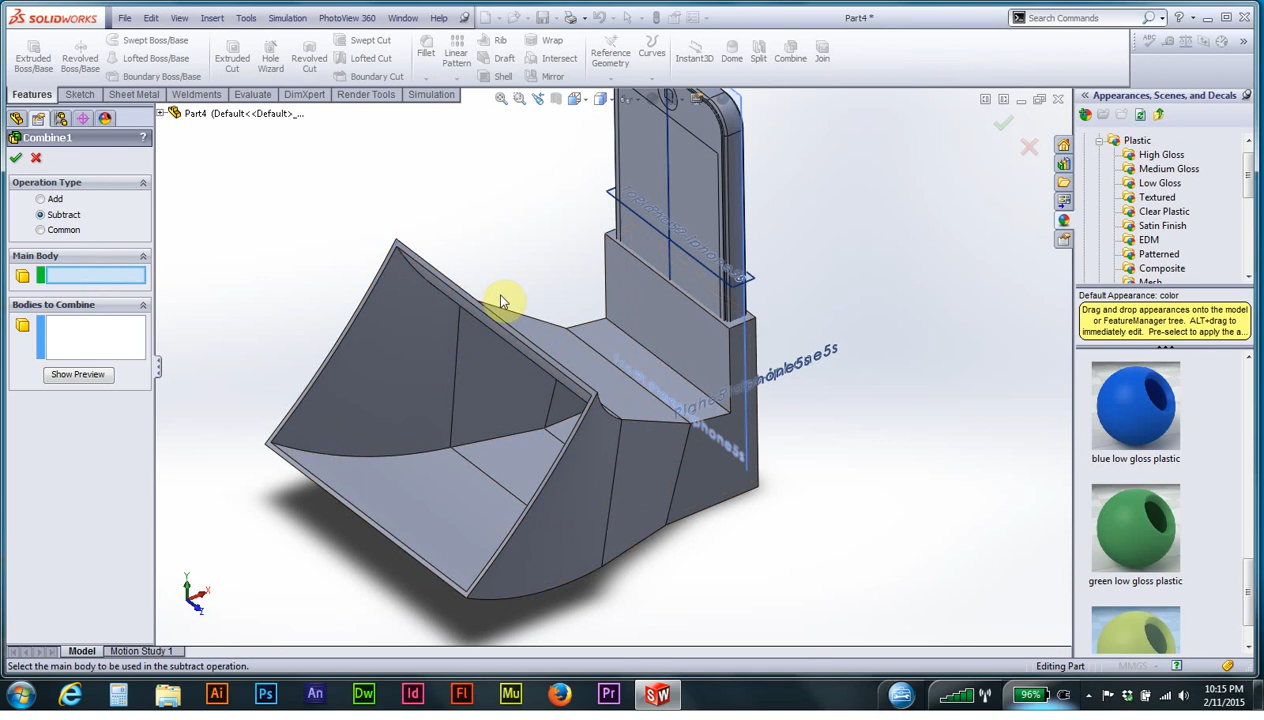 SOLIDWORKS File Edit View Insert Tools Simulation PhotoView 360 Window Help Part4 * Search Commands
Extruded Boss/Base
Revolved Boss/Base
Swept Boss/Base
Lofted Boss/Base
Boundary Boss/Base
Extruded Cut
Hole Wizard
Revolved Cut
Swept Cut
Lofted Cut
Boundary Cut
Fillet
Linear Pattern
Rib
Draft
Shell
Wrap
Intersect
Mirror
Reference Geometry
Curves
Instant3D
Dome
Split
Combine
Join
Features Sketch Sheet Metal Weldments Evaluate DimXpert Render Tools Office Products Simulation
Part4 (Default<<Default>_...
Combine1 ?
Operation Type
Add
Subtract
Common
Main Body
Bodies to Combine
Show Preview
Appearances, Scenes, and Decals
Plastic
High Gloss
Medium Gloss
Low Gloss
Textured
Clear Plastic
Satin Finish
EDM
Patterned
Composite
Mesh
Default Appearance: color
Drag and drop appearances onto the model or FeatureManager tree. ALT+drag to immediately edit. Pre-select to apply the a...
blue low gloss plastic
green low gloss plastic
Model Motion Study 1
Select the main body to be used in the subtract operation.
Editing Part
MMGS
Ai Ps An Dw Id Fl Mu Pr SW
96%
10:15 PM
2/11/2015